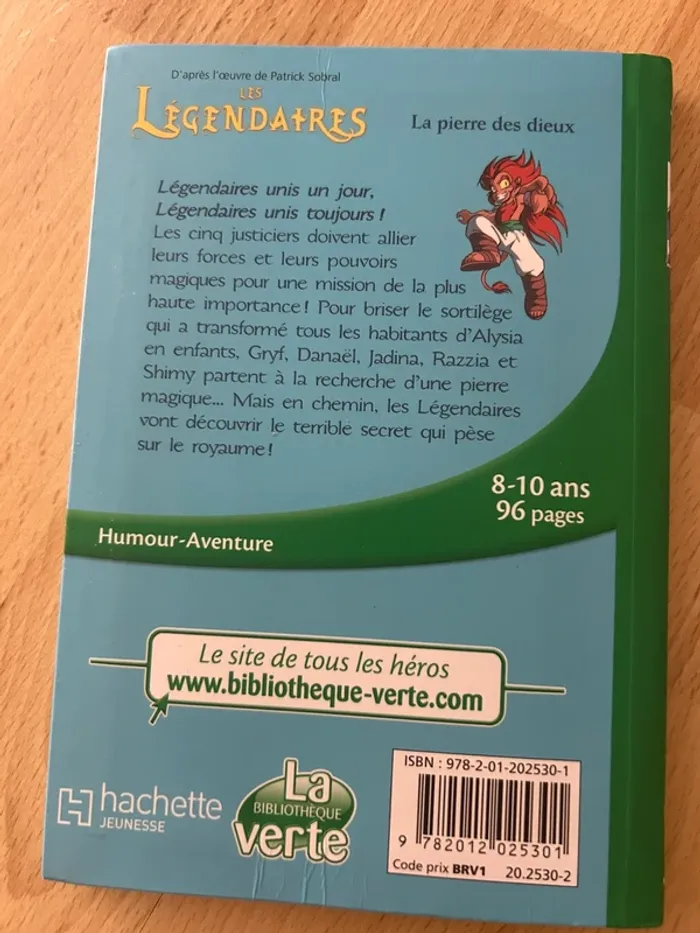 D'après l'œuvre de Patrick Sobral
LES
LÉGENDAIRES
La pierre des dieux
Légendaires unis un jour,
Légendaires unis toujours !
Les cinq justiciers doivent allier
leurs forces et leurs pouvoirs
magiques pour une mission de la plus
haute importance ! Pour briser le sortilège
qui a transformé tous les habitants d'Alysia
en enfants, Gryf, Danaël, Jadina, Razzia et
Shimy partent à la recherche d'une pierre
magique... Mais en chemin, les Légendaires
vont découvrir le terrible secret qui pèse
sur le royaume !
8-10 ans
96 pages
Humour-Aventure
Le site de tous les héros
www.bibliotheque-verte.com
hachette
JEUNESSE
La
BIBLIOTHÈQUE
verte
ISBN : 978-2-01-202530-1
9 782012 025301
Code prix BRV1 20.2530-2